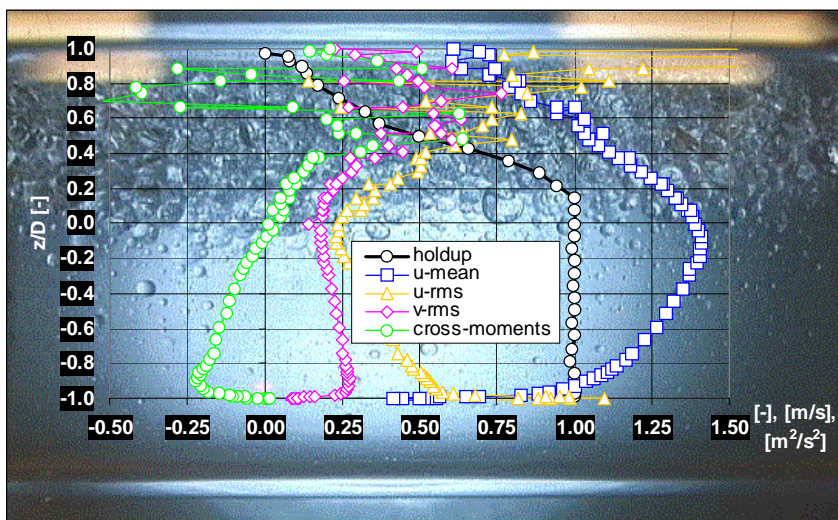 1.0
0.8
0.6
0.4
0.2
0.0
-0.2
-0.4
-0.6
-0.8
-1.0
z/D [-]
holdup
u-mean
u-rms
v-rms
cross-moments
-0.50 -0.25 0.00 0.25 0.50 0.75 1.00 1.25 1.50
[-], [m/s],
[m²/s²]